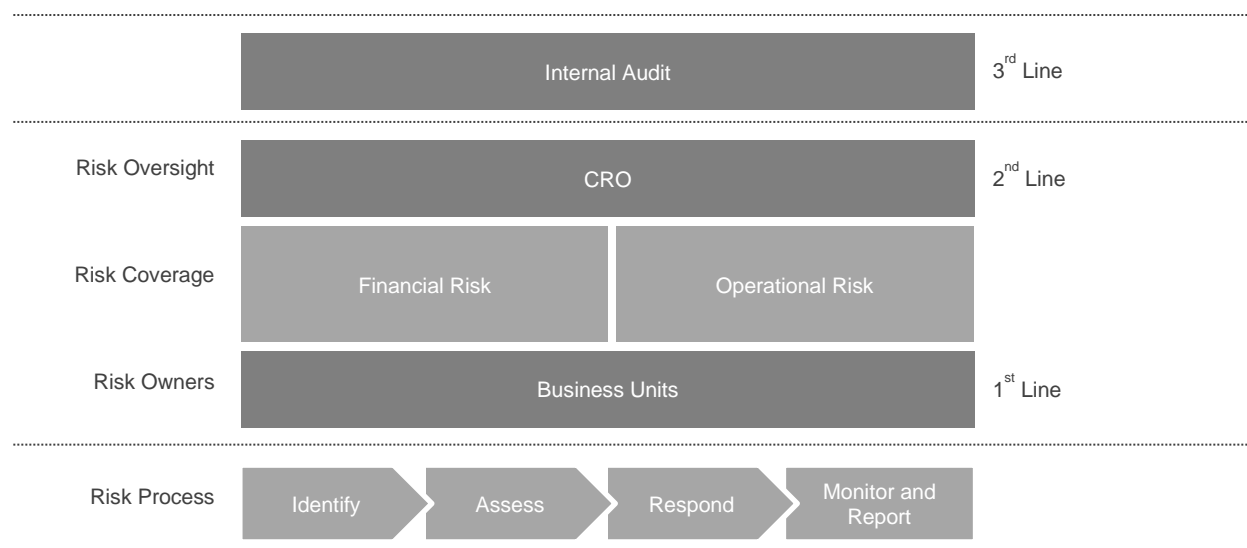 Internal Audit 3rd Line
Risk Oversight CRO 2nd Line
Risk Coverage Financial Risk Operational Risk
Risk Owners Business Units 1st Line
Risk Process Identify Assess Respond Monitor and
Report